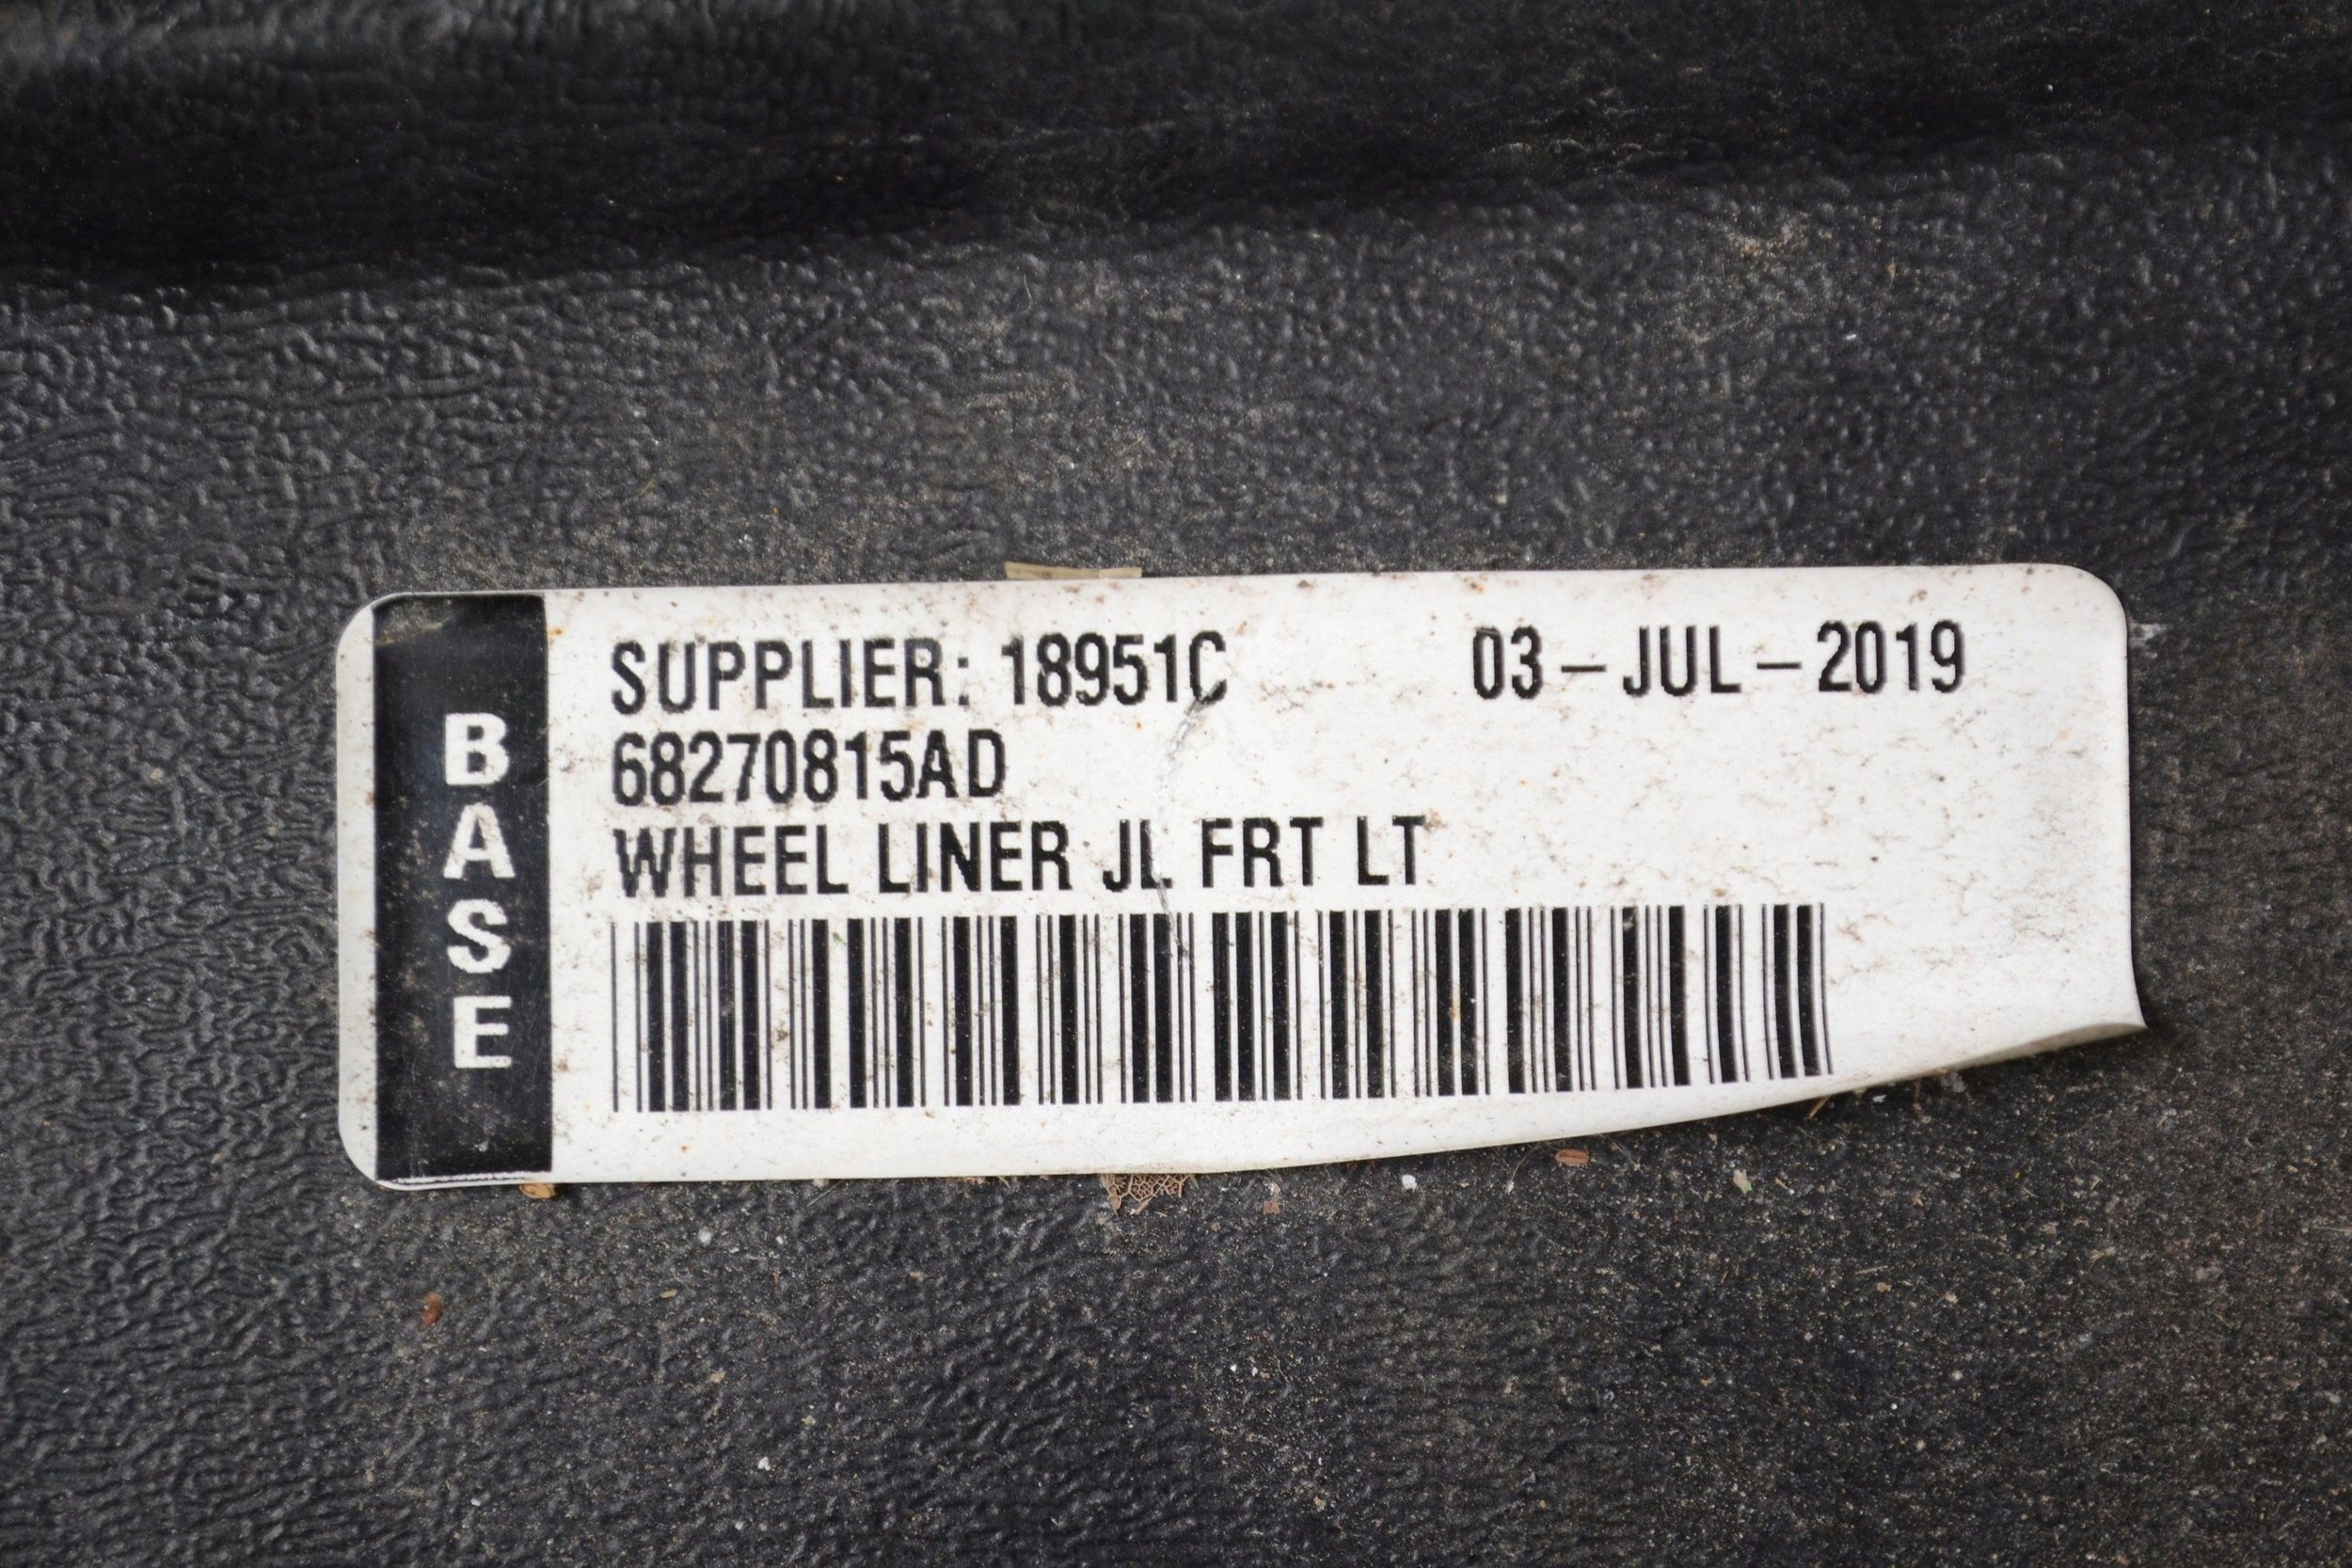 BASE
SUPPLIER: 18951C 03-JUL-2019
68270815AD
WHEEL LINER JL FRT LT